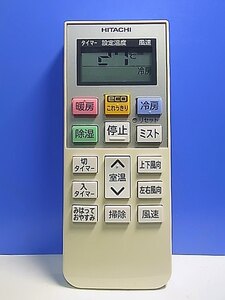 HITACHI
タイマー 設定温度 風速
冷房
暖房
eco
これっきり
冷房
リセット
除湿
停止
ミスト
切
タイマー
室温
上下風向
入
タイマー
左右風向
みはって
おやすみ
掃除
風速